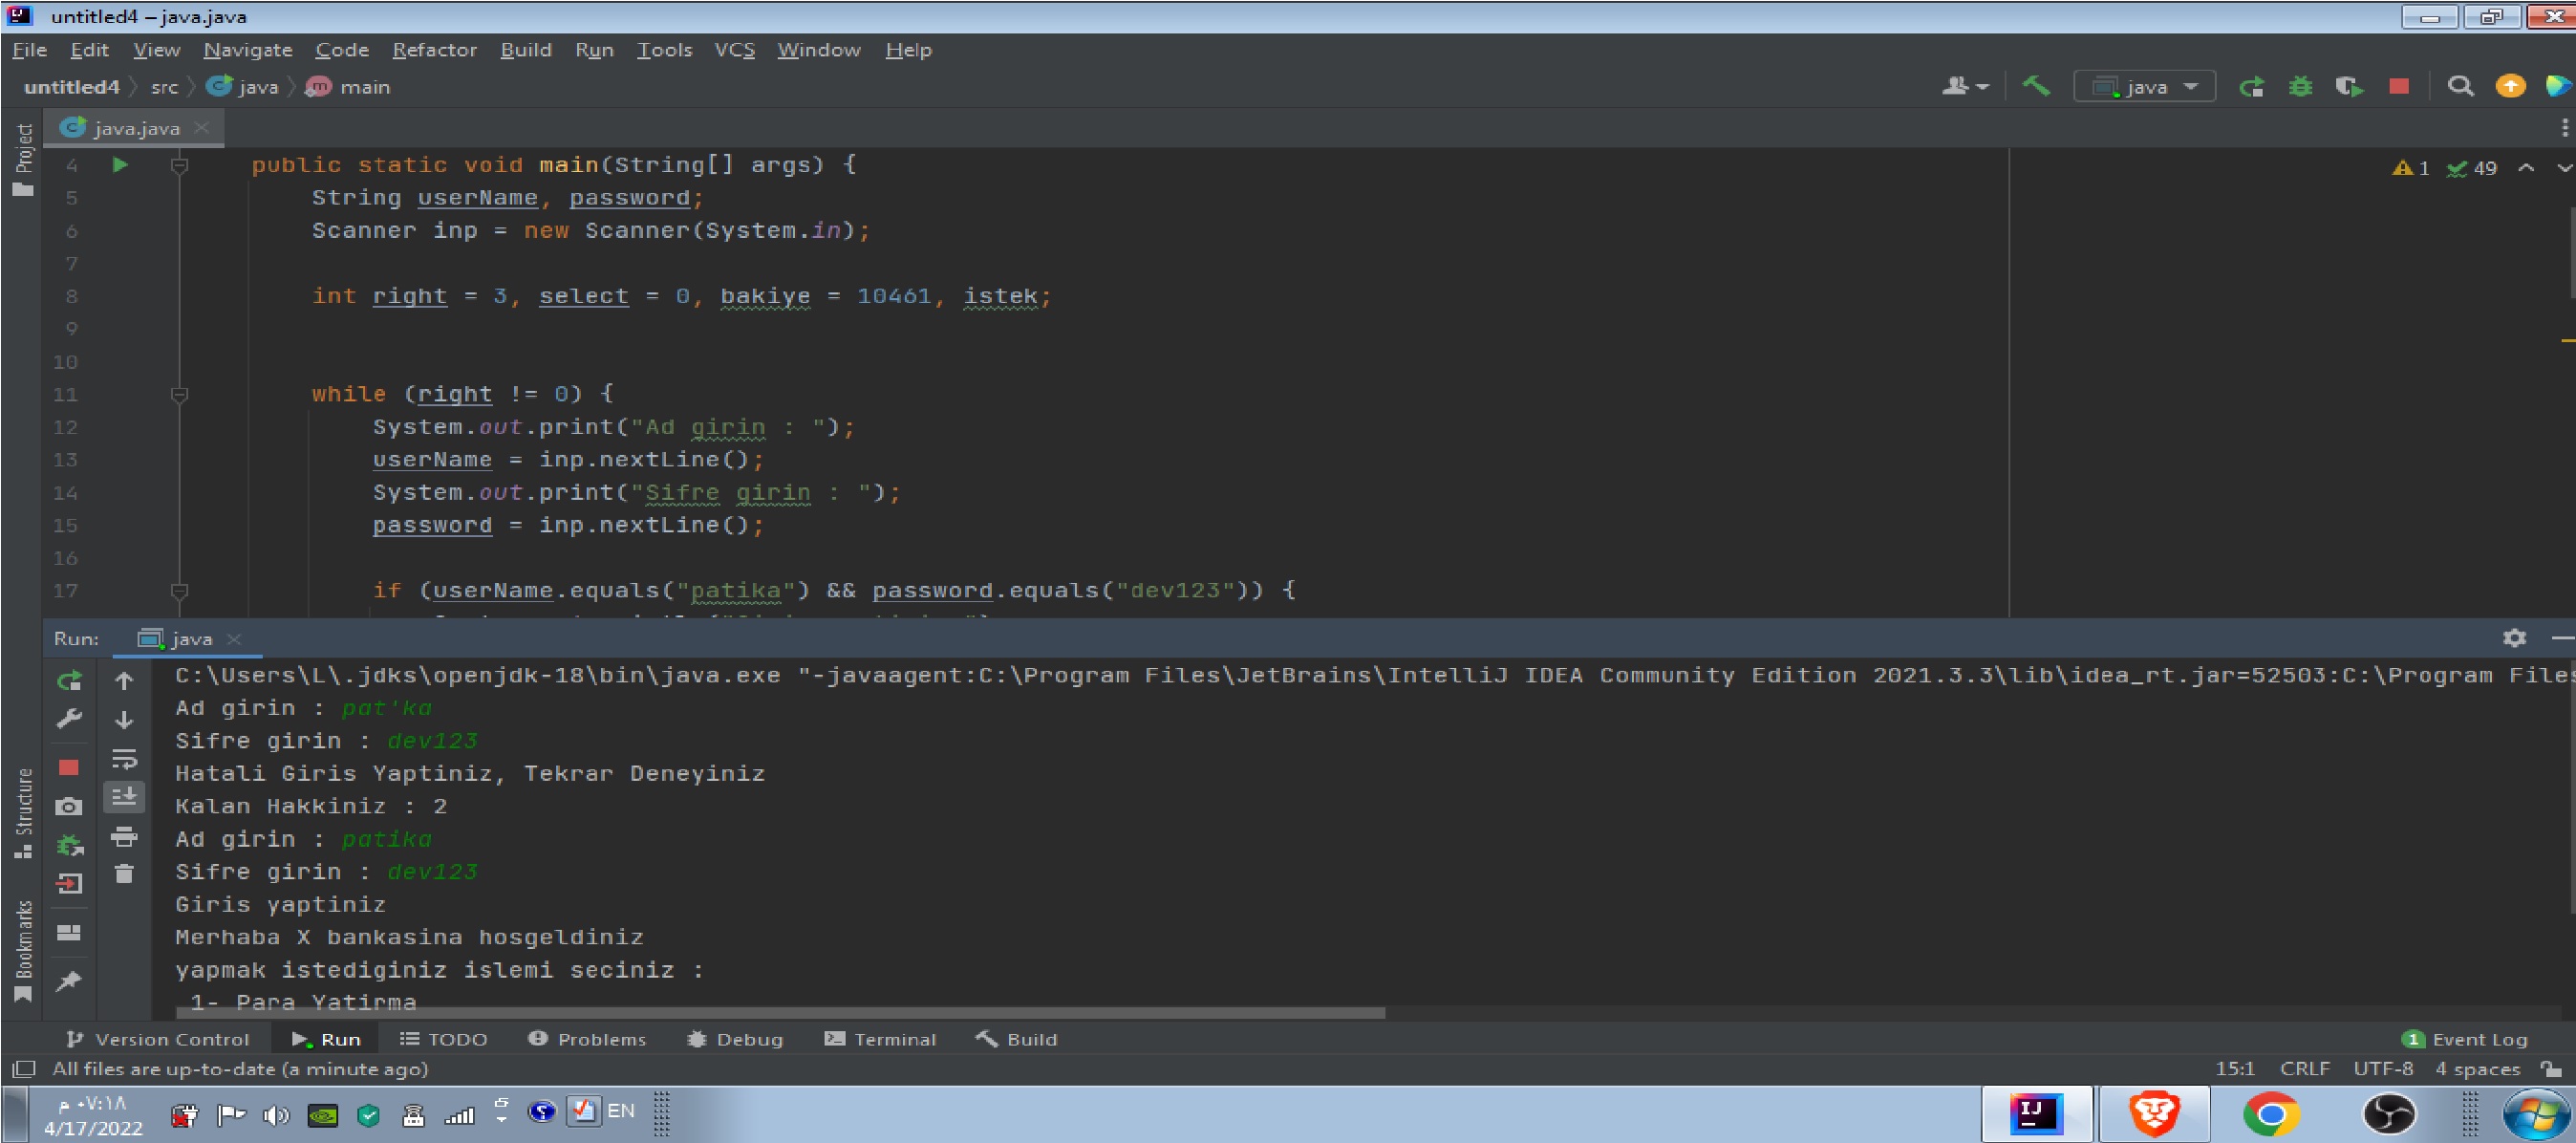 untitled4 – java.java
File Edit View Navigate Code Refactor Build Run Tools VCS Window Help
untitled4 src java main
java
Project
java.java
1 49
4 public static void main(String[] args) {
5 String userName, password;
6 Scanner inp = new Scanner(System.in);
7
8 int right = 3, select = 0, bakiye = 10461, istek;
9
10
11 while (right != 0) {
12 System.out.print("Ad girin : ");
13 userName = inp.nextLine();
14 System.out.print("Sifre girin : ");
15 password = inp.nextLine();
16
17 if (userName.equals("patika") && password.equals("dev123")) {
Run: java
C:\Users\L\.jdks\openjdk-18\bin\java.exe "-javaagent:C:\Program Files\JetBrains\IntelliJ IDEA Community Edition 2021.3.3\lib\idea_rt.jar=52503:C:\Program Files
Ad girin : pat'ka
Sifre girin : dev123
Hatali Giris Yaptiniz, Tekrar Deneyiniz
Kalan Hakkiniz : 2
Ad girin : patika
Sifre girin : dev123
Giris yaptiniz
Merhaba X bankasina hosgeldiniz
yapmak istediginiz islemi seciniz :
1- Para Yatirma
Structure
Bookmarks
Version Control Run TODO Problems Debug Terminal Build
1 Event Log
All files are up-to-date (a minute ago)
15:1 CRLF UTF-8 4 spaces
٠٧:١٨ م
4/17/2022
EN
IJ